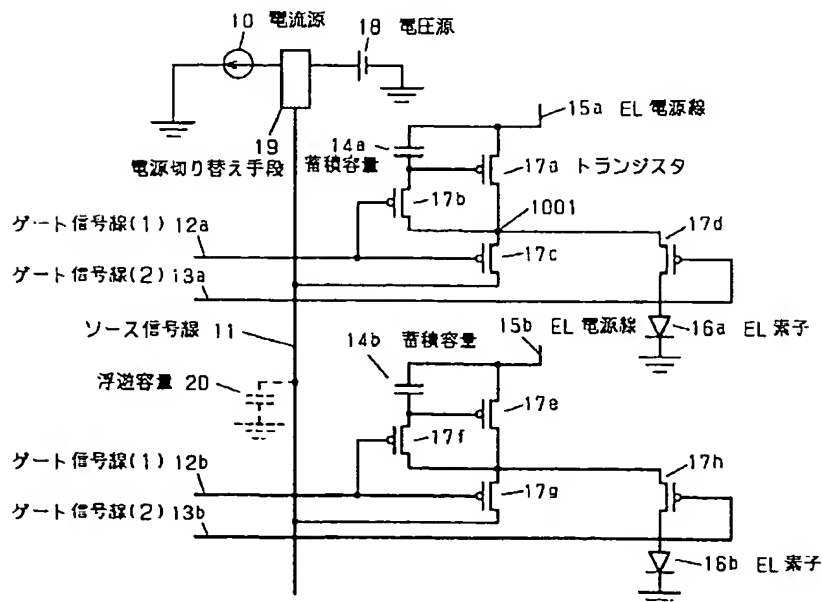 10 電流源
18 電圧源
19
電源切り替え手段
15a EL 電源線
14a
蓄積容量
17a トランジスタ
17b
1001
17d
ゲート信号線(1) 12a
17c
ゲート信号線(2) 13a
ソース信号線 11
16a EL 素子
14b 蓄積容量
15b EL 電源線
浮遊容量 20
17e
17f
ゲート信号線(1) 12b
17h
17g
ゲート信号線(2) 13b
16b EL 素子